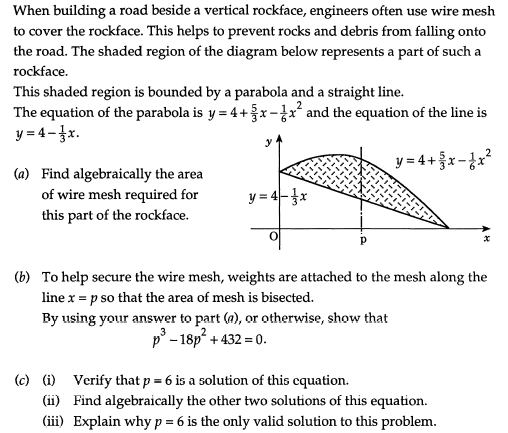 When building a road beside a vertical rockface, engineers often use wire mesh
to cover the rockface. This helps to prevent rocks and debris from falling onto
the road. The shaded region of the diagram below represents a part of such a
rockface.
This shaded region is bounded by a parabola and a straight line.
The equation of the parabola is y = 4 + 5/3 x − 1/6 x² and the equation of the line is
y = 4 − 1/3 x.
(a) Find algebraically the area
of wire mesh required for
this part of the rockface.
y
y = 4 + 5/3 x − 1/6 x²
y = 4 − 1/3 x
O
p
x
(b) To help secure the wire mesh, weights are attached to the mesh along the
line x = p so that the area of mesh is bisected.
By using your answer to part (a), or otherwise, show that
p³ − 18p² + 432 = 0.
(c) (i) Verify that p = 6 is a solution of this equation.
(ii) Find algebraically the other two solutions of this equation.
(iii) Explain why p = 6 is the only valid solution to this problem.